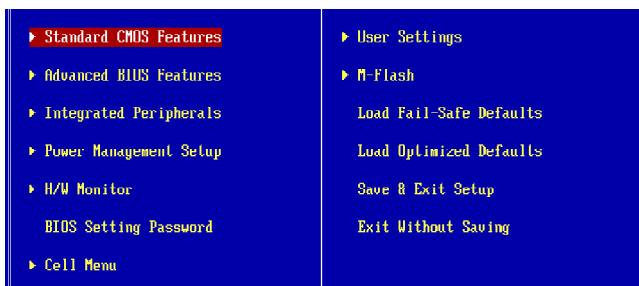 Standard CMOS Features
Advanced BIOS Features
Integrated Peripherals
Power Management Setup
H/W Monitor
BIOS Setting Password
Cell Menu
User Settings
M-Flash
Load Fail-Safe Defaults
Load Optimized Defaults
Save & Exit Setup
Exit Without Saving